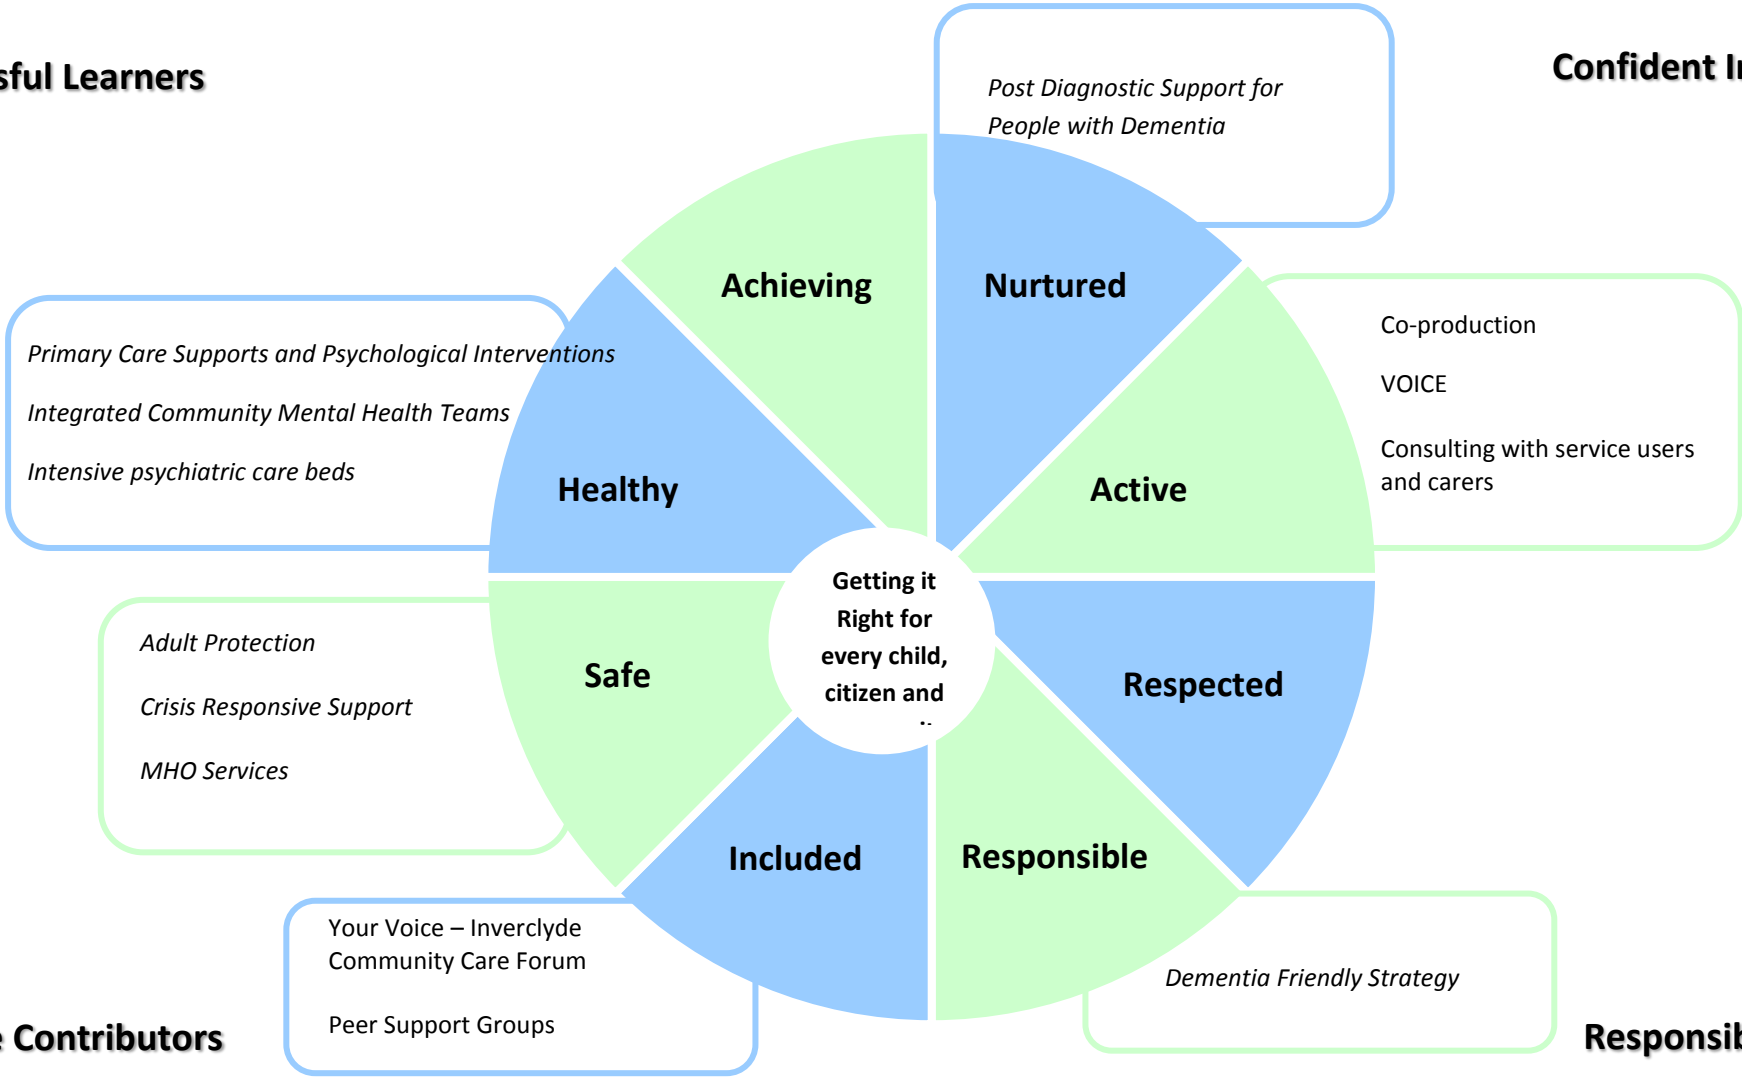 Learners
Confident
Post Diagnostic Support for
People with Dementia
Achieving
Nurtured
Primary Care Supports and Psychological Interventions
Integrated Community Mental Health Teams
Intensive psychiatric care beds
Healthy
Active
Co-production
VOICE
Consulting with service users
and carers
Getting it
Right for
every child,
citizen and
Adult Protection
Crisis Responsive Support
MHO Services
Safe
Respected
Included
Responsible
Your Voice – Inverclyde
Community Care Forum
Peer Support Groups
Dementia Friendly Strategy
Contributors